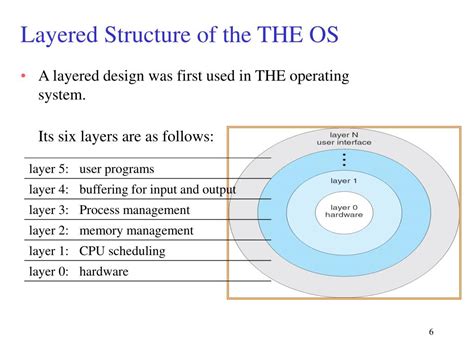 Layered Structure of the THE OS
• A layered design was first used in THE operating
system.
Its six layers are as follows:
layer 5: user programs
layer 4: buffering for input and output
layer 3: Process management
layer 2: memory management
layer 1: CPU scheduling
layer 0: hardware
layer N
user interface
layer 1
layer 0
hardware
6